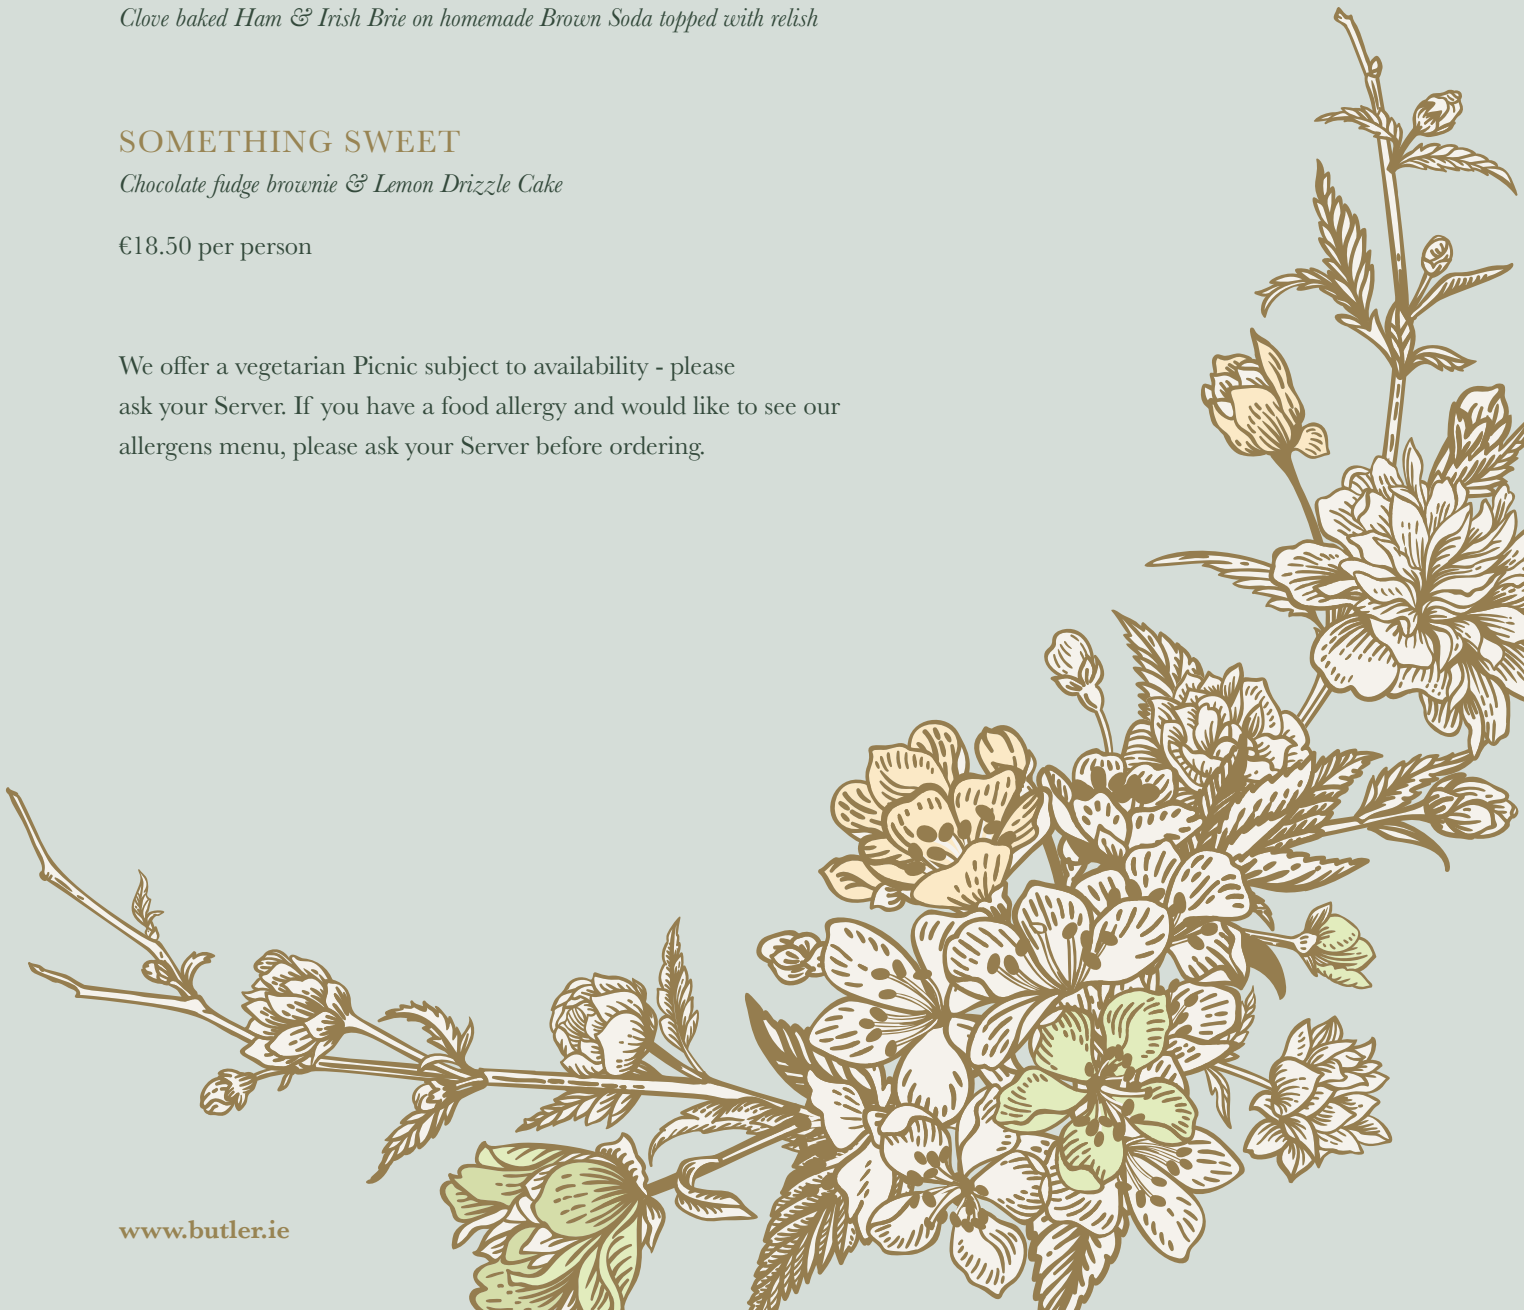 Clove baked Ham & Irish Brie on homemade Brown Soda topped with relish
SOMETHING SWEET
Chocolate fudge brownie & Lemon Drizzle Cake
€18.50 per person
We offer a vegetarian Picnic subject to availability - please
ask your Server. If you have a food allergy and would like to see our
allergens menu, please ask your Server before ordering.
www.butler.ie